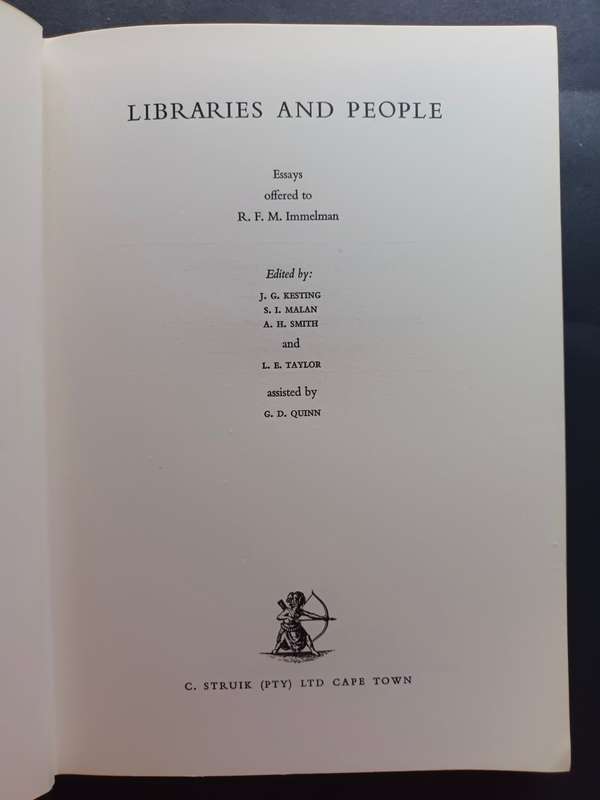 LIBRARIES AND PEOPLE
Essays
offered to
R. F. M. Immelman
Edited by:
J. G. KESTING
S. I. MALAN
A. H. SMITH
and
L. E. TAYLOR
assisted by
G. D. QUINN
C. STRUIK (PTY) LTD CAPE TOWN